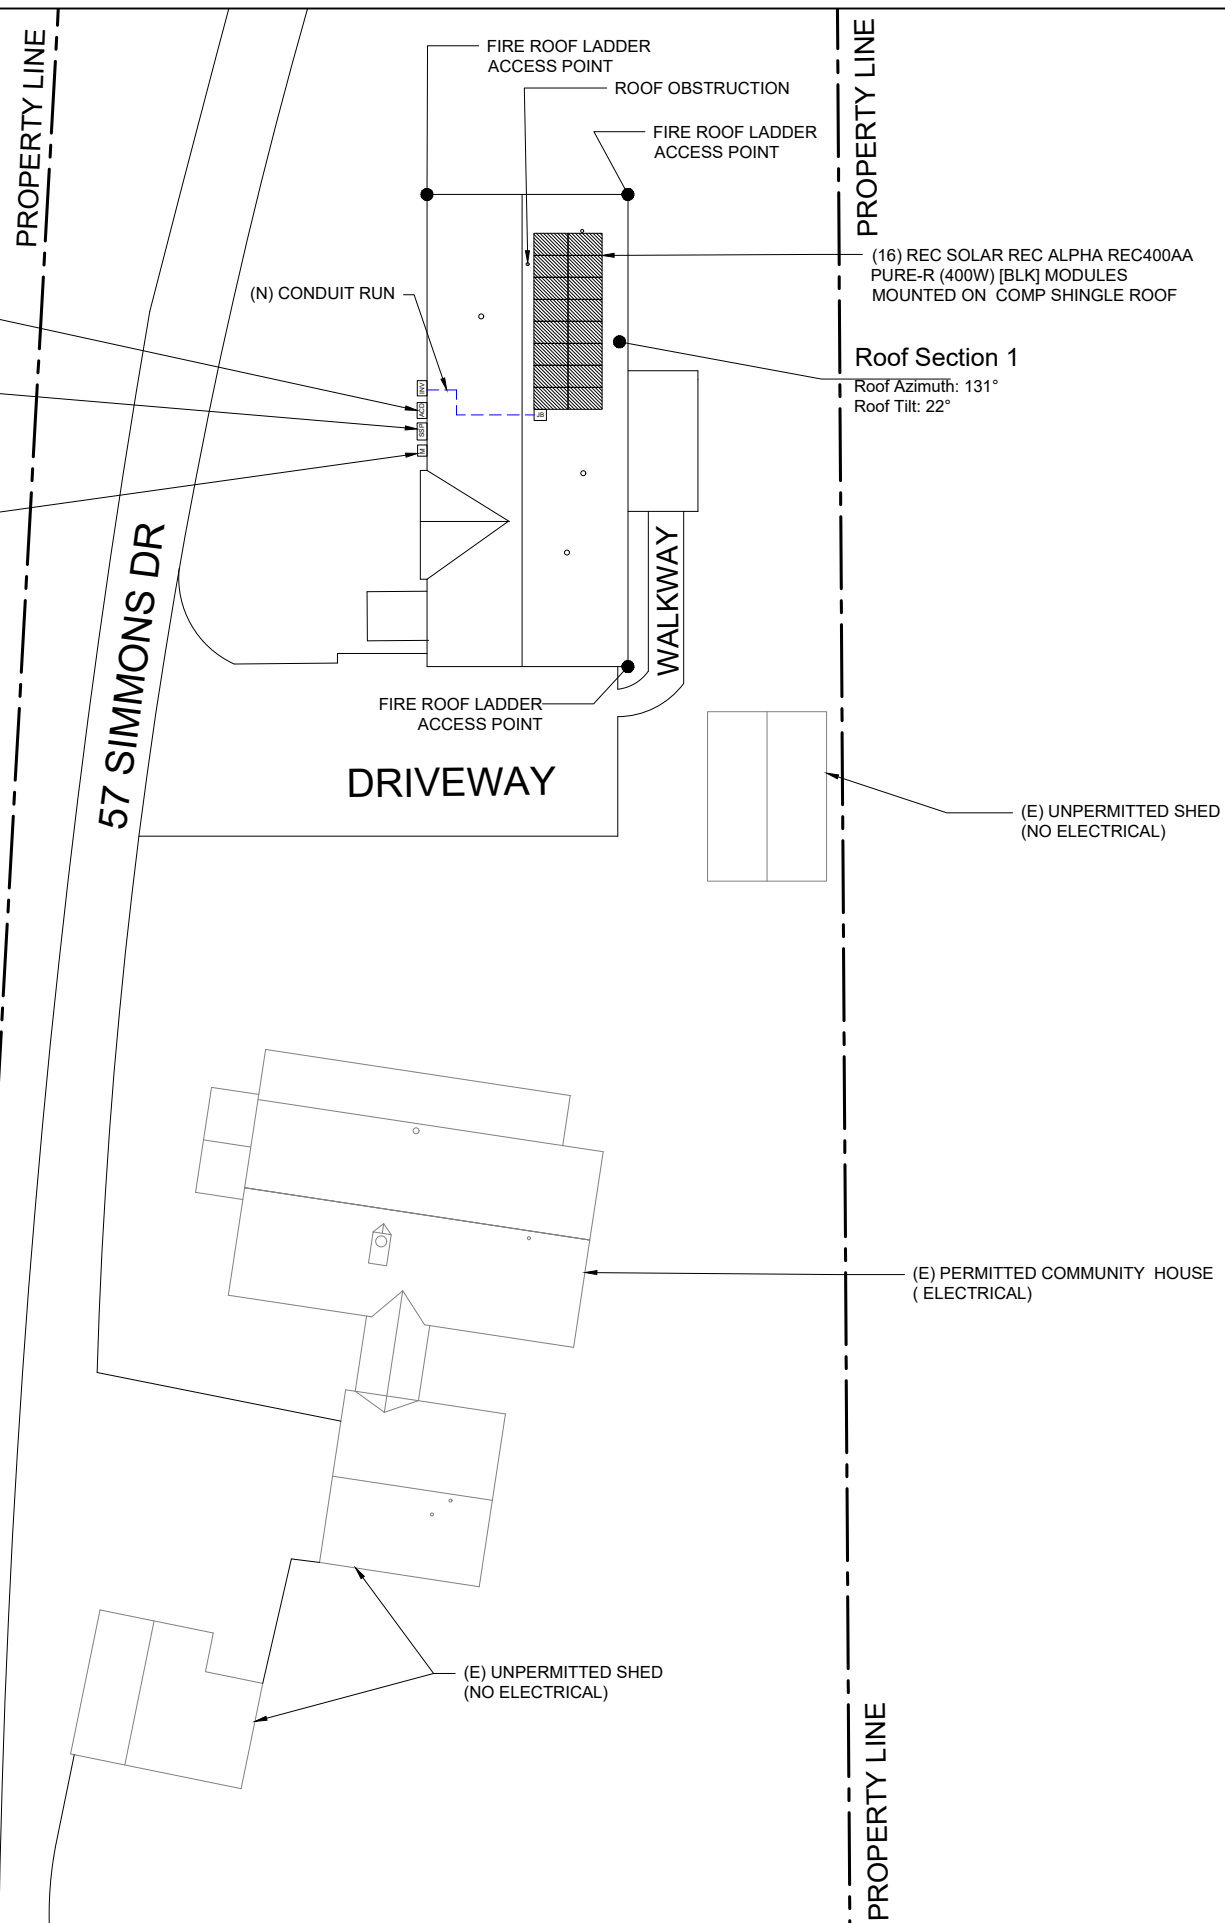 PROPERTY LINE
FIRE ROOF LADDER
ACCESS POINT
ROOF OBSTRUCTION
FIRE ROOF LADDER
ACCESS POINT
PROPERTY LINE
(16) REC SOLAR REC ALPHA REC400AA
PURE-R (400W) [BLK] MODULES
MOUNTED ON COMP SHINGLE ROOF
(N) CONDUIT RUN
Roof Section 1
Roof Azimuth: 131°
Roof Tilt: 22°
INV
ACD
SSP
M
JB
57 SIMMONS DR
WALKWAY
FIRE ROOF LADDER
ACCESS POINT
DRIVEWAY
(E) UNPERMITTED SHED
(NO ELECTRICAL)
(E) PERMITTED COMMUNITY HOUSE
( ELECTRICAL)
(E) UNPERMITTED SHED
(NO ELECTRICAL)
PROPERTY LINE